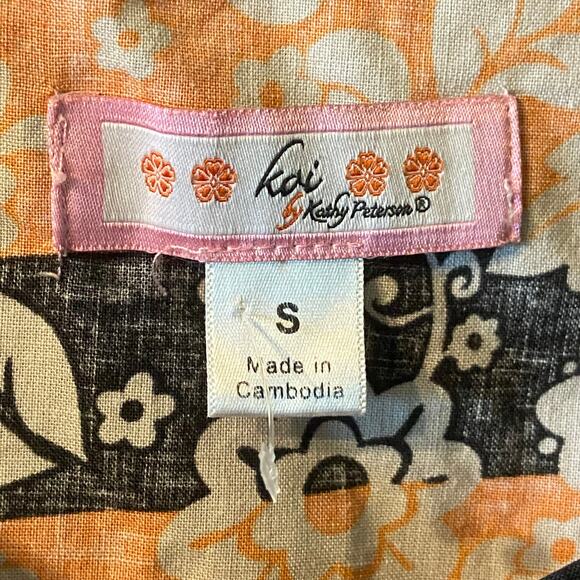 koi
by Kathy Peterson®
S
Made in
Cambodia